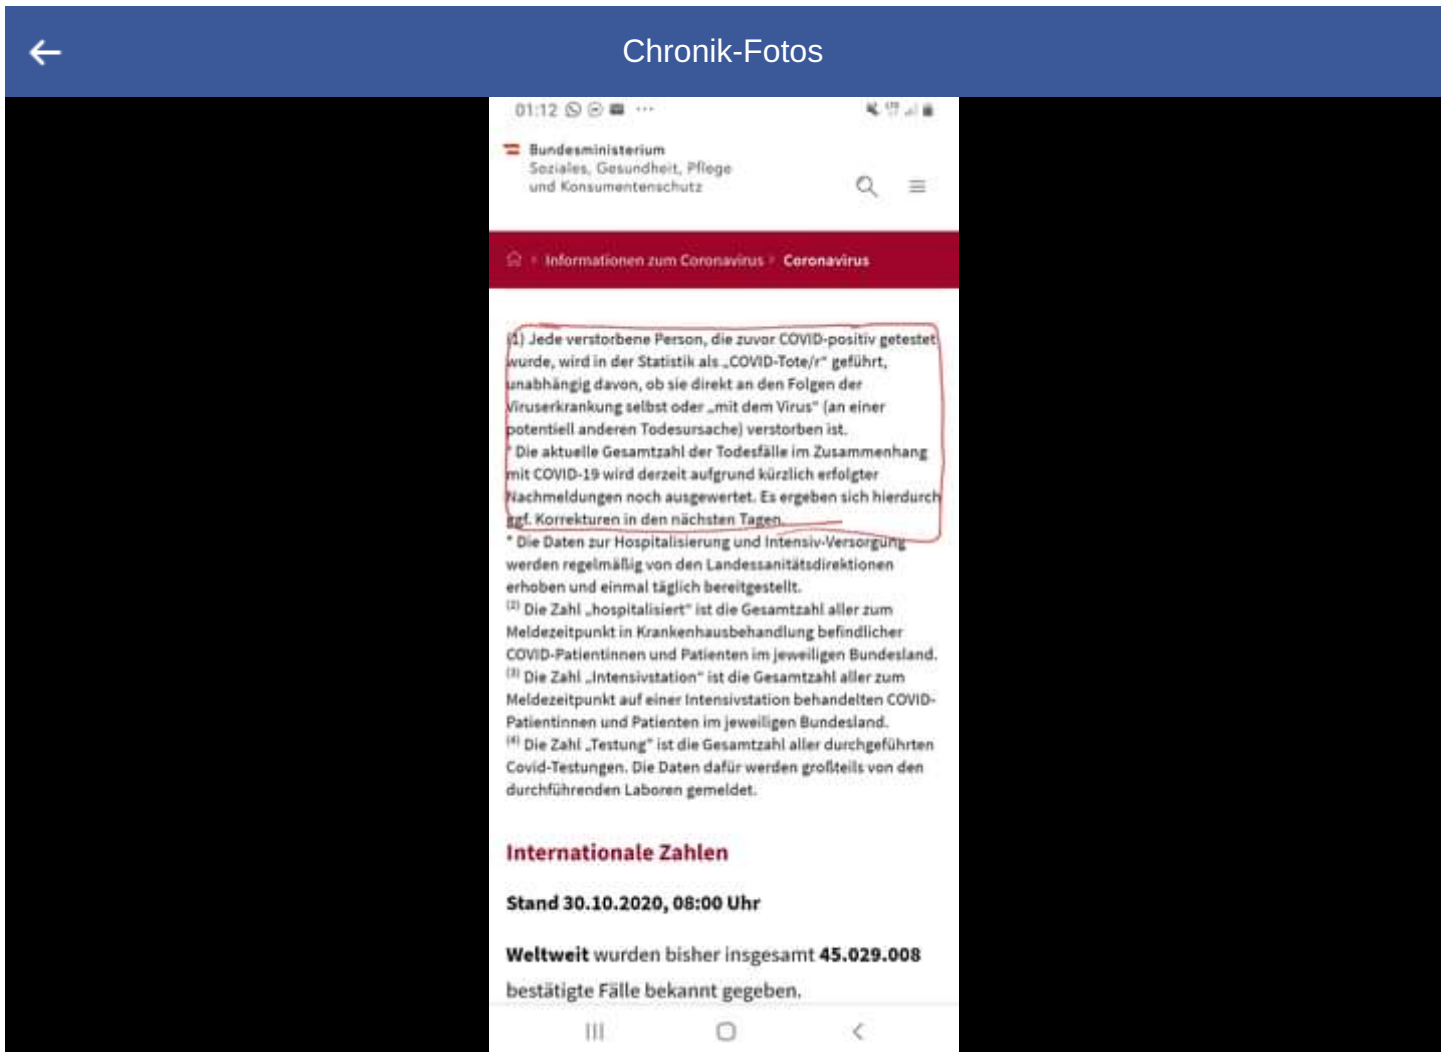 Chronik-Fotos
01:12
Bundesministerium
Soziales, Gesundheit, Pflege
und Konsumentenschutz
Informationen zum Coronavirus › Coronavirus
(1) Jede verstorbene Person, die zuvor COVID-positiv getestet
wurde, wird in der Statistik als „COVID-Tote/r" geführt,
unabhängig davon, ob sie direkt an den Folgen der
Viruserkrankung selbst oder „mit dem Virus" (an einer
potentiell anderen Todesursache) verstorben ist.
* Die aktuelle Gesamtzahl der Todesfälle im Zusammenhang
mit COVID-19 wird derzeit aufgrund kürzlich erfolgter
Nachmeldungen noch ausgewertet. Es ergeben sich hierdurch
ggf. Korrekturen in den nächsten Tagen.
* Die Daten zur Hospitalisierung und Intensiv-Versorgung
werden regelmäßig von den Landessanitätsdirektionen
erhoben und einmal täglich bereitgestellt.
(2) Die Zahl „hospitalisiert" ist die Gesamtzahl aller zum
Meldezeitpunkt in Krankenhausbehandlung befindlicher
COVID-Patientinnen und Patienten im jeweiligen Bundesland.
(3) Die Zahl „Intensivstation" ist die Gesamtzahl aller zum
Meldezeitpunkt auf einer Intensivstation behandelten COVID-
Patientinnen und Patienten im jeweiligen Bundesland.
(4) Die Zahl „Testung" ist die Gesamtzahl aller durchgeführten
Covid-Testungen. Die Daten dafür werden großteils von den
durchführenden Laboren gemeldet.
Internationale Zahlen
Stand 30.10.2020, 08:00 Uhr
Weltweit wurden bisher insgesamt 45.029.008
bestätigte Fälle bekannt gegeben.